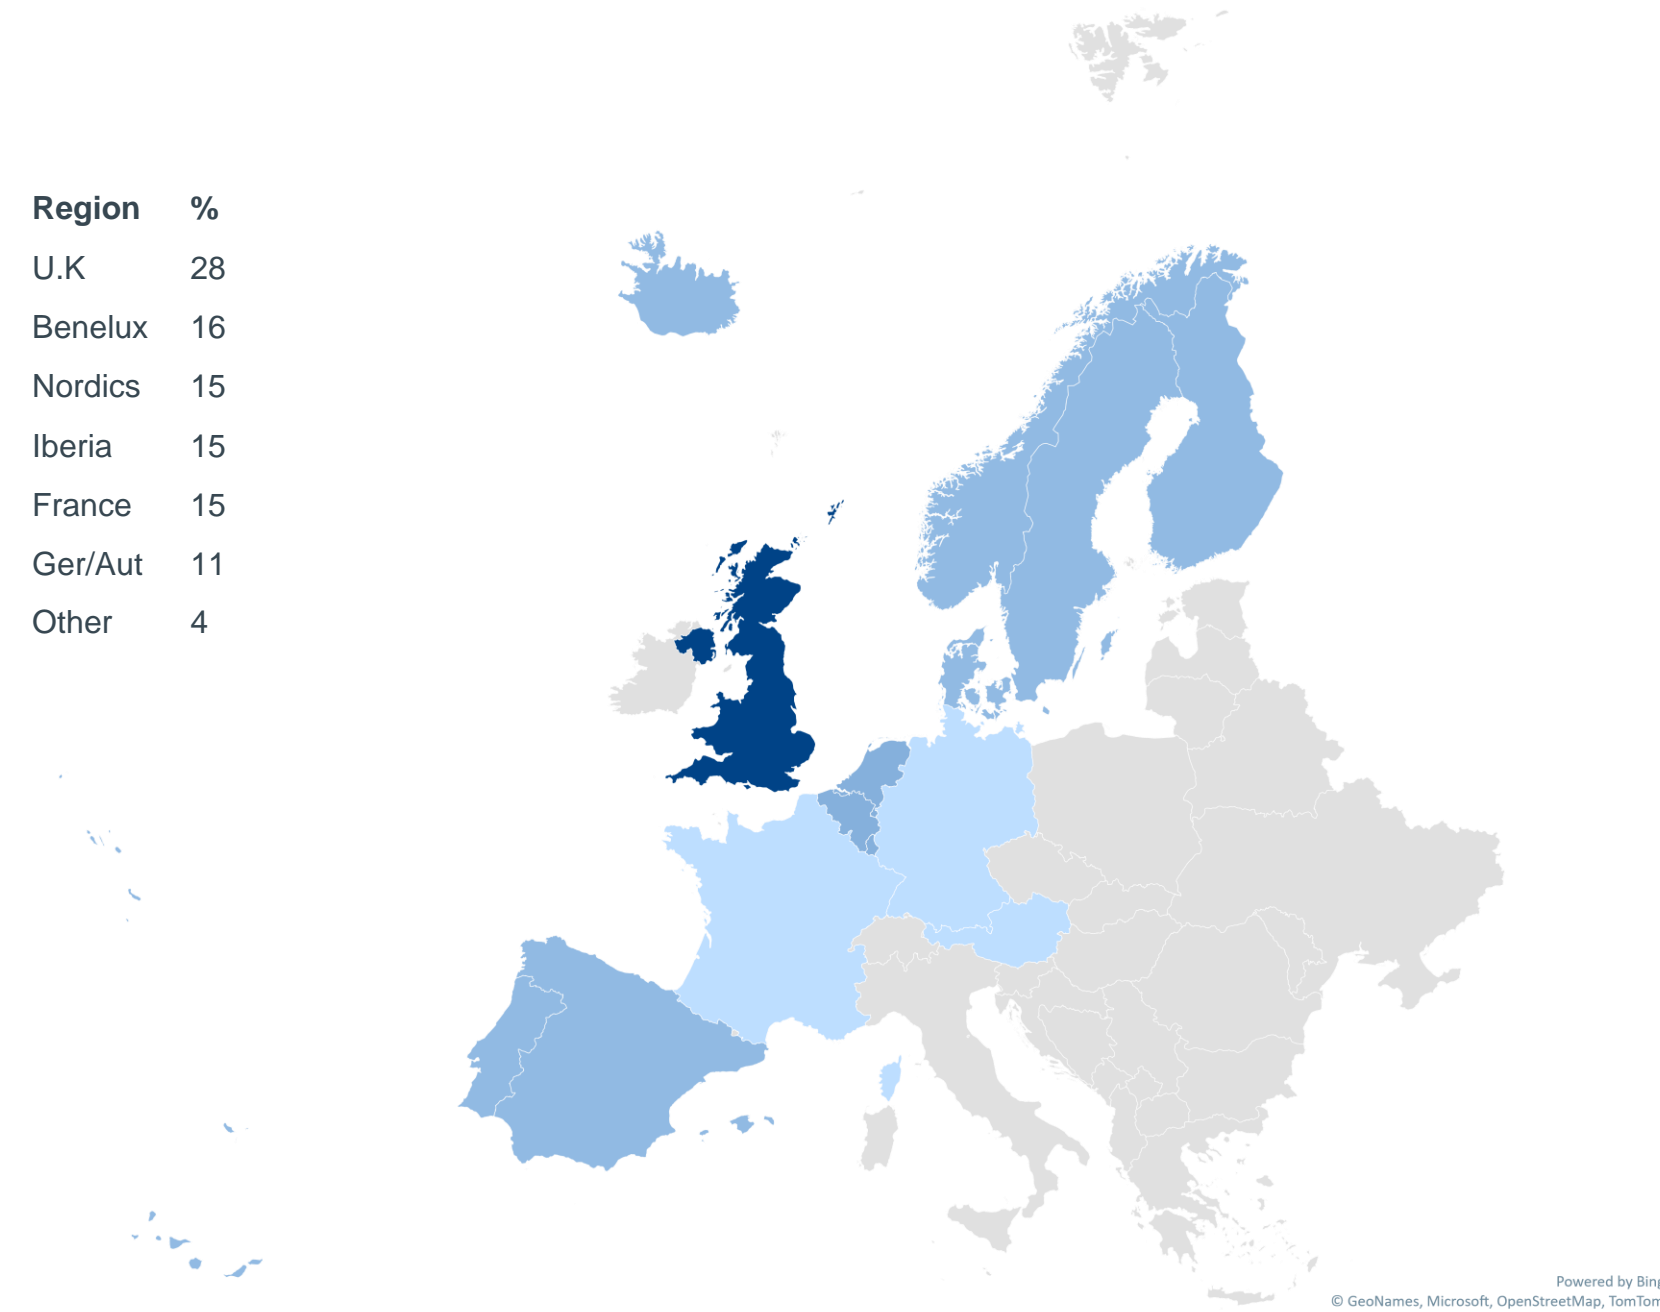 Region %
U.K 28
Benelux 16
Nordics 15
Iberia 15
France 15
Ger/Aut 11
Other 4
Powered by Bing
© GeoNames, Microsoft, OpenStreetMap, TomTom